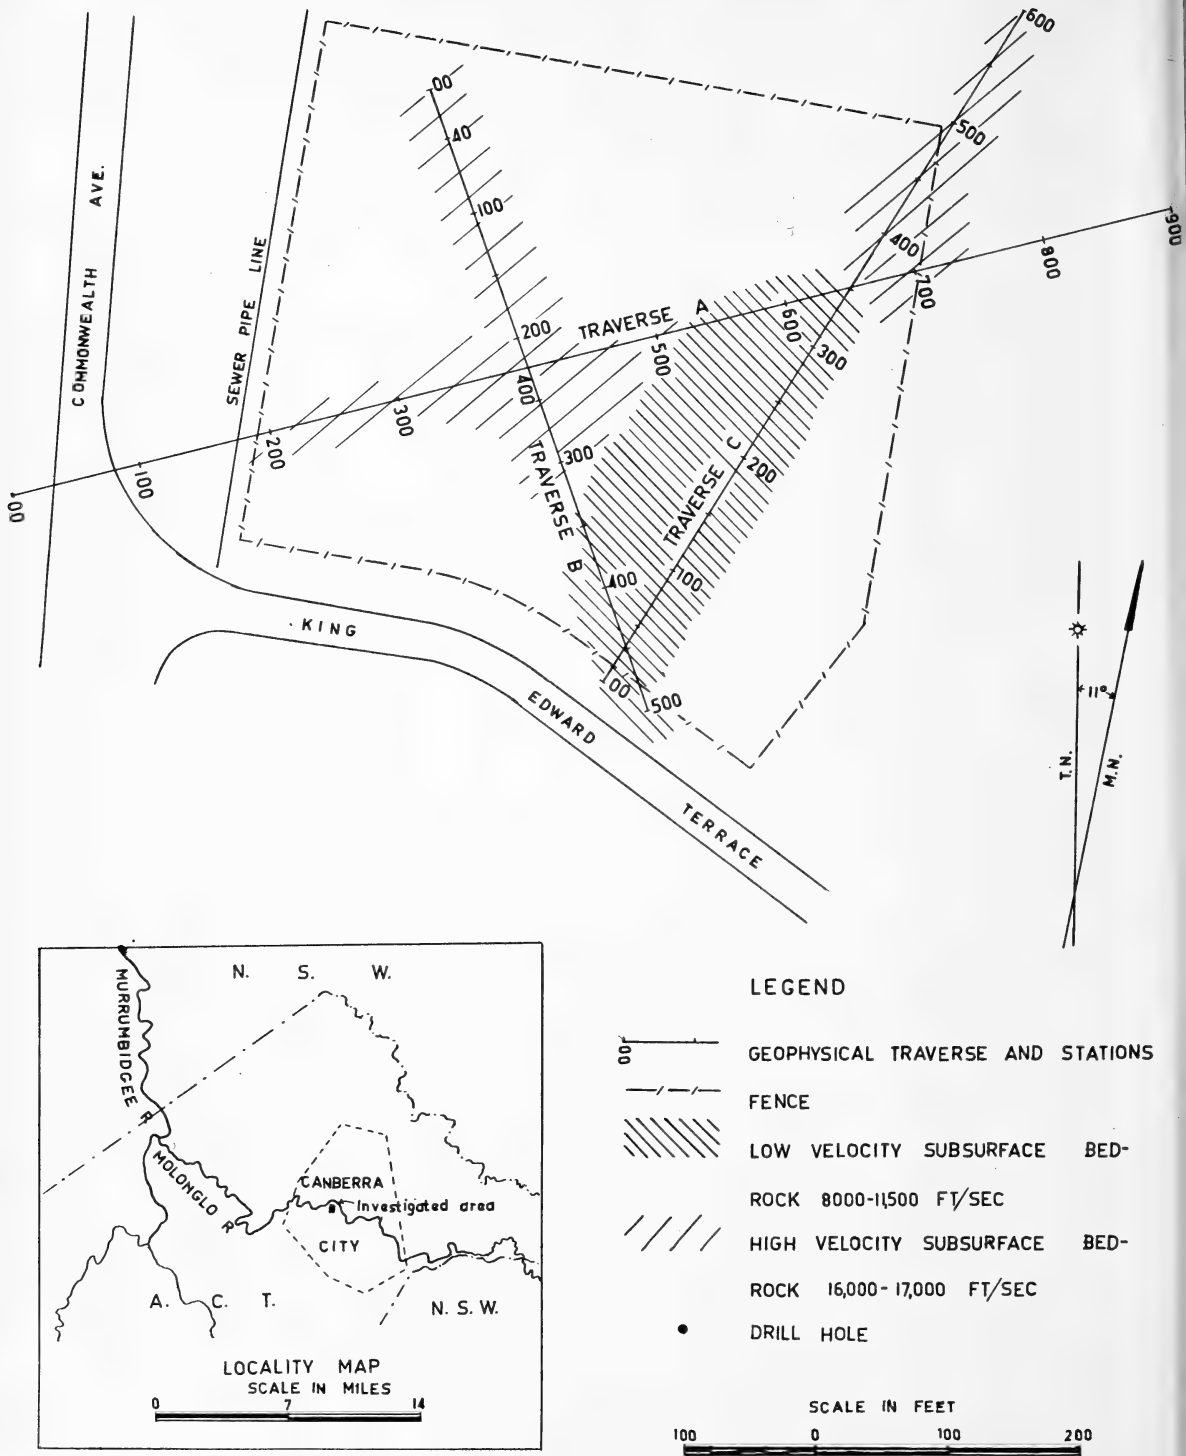 600
00
40
500
100
900
400
800
COMMONWEALTH AVE.
SEWER PIPE LINE
700
200
TRAVERSE A
600
500
300
400
300
200
300
TRAVERSE B
TRAVERSE C
200
100
00
400
100
KING
00
500
EDWARD
TERRACE
11°
T.N.
M.N.
N. S. W.
MURRUMBIDGEE R
MOLONGLO R
CANBERRA
Investigated area
CITY
A. C. T.
N. S. W.
LOCALITY MAP
SCALE IN MILES
0 7 14
LEGEND
00
GEOPHYSICAL TRAVERSE AND STATIONS
FENCE
LOW VELOCITY SUBSURFACE BED-
ROCK 8000-11,500 FT/SEC
HIGH VELOCITY SUBSURFACE BED-
ROCK 16,000-17,000 FT/SEC
DRILL HOLE
SCALE IN FEET
100 0 100 200